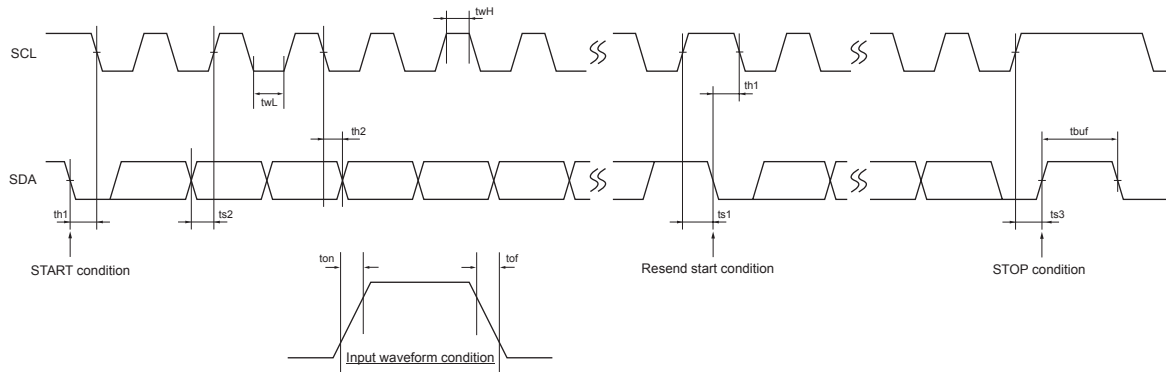 twH
SCL
th1
twL
th2
tbuf
SDA
th1
ts2
ts1
ts3
START condition
ton
tof
Resend start condition
STOP condition
Input waveform condition